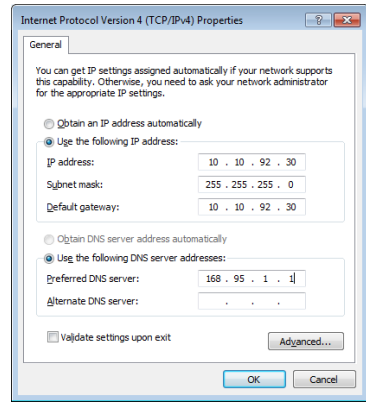 Internet Protocol Version 4 (TCP/IPv4) Properties
General
You can get IP settings assigned automatically if your network supports
this capability. Otherwise, you need to ask your network administrator
for the appropriate IP settings.
Obtain an IP address automatically
Use the following IP address:
IP address: 10 . 10 . 92 . 30
Subnet mask: 255 . 255 . 255 . 0
Default gateway: 10 . 10 . 92 . 30
Obtain DNS server address automatically
Use the following DNS server addresses:
Preferred DNS server: 168 . 95 . 1 . 1
Alternate DNS server: . . .
Validate settings upon exit
Advanced...
OK Cancel